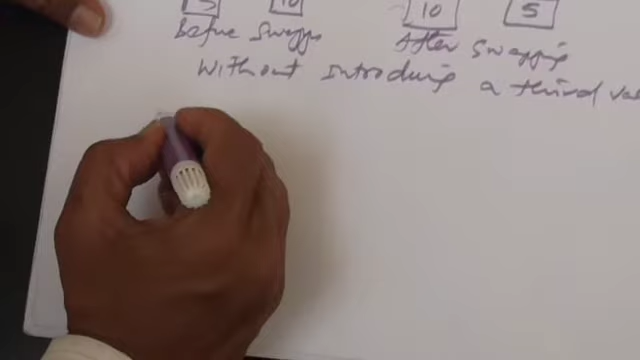 5 10 10 5
Before Swapping After Swapping
Without introducing a third